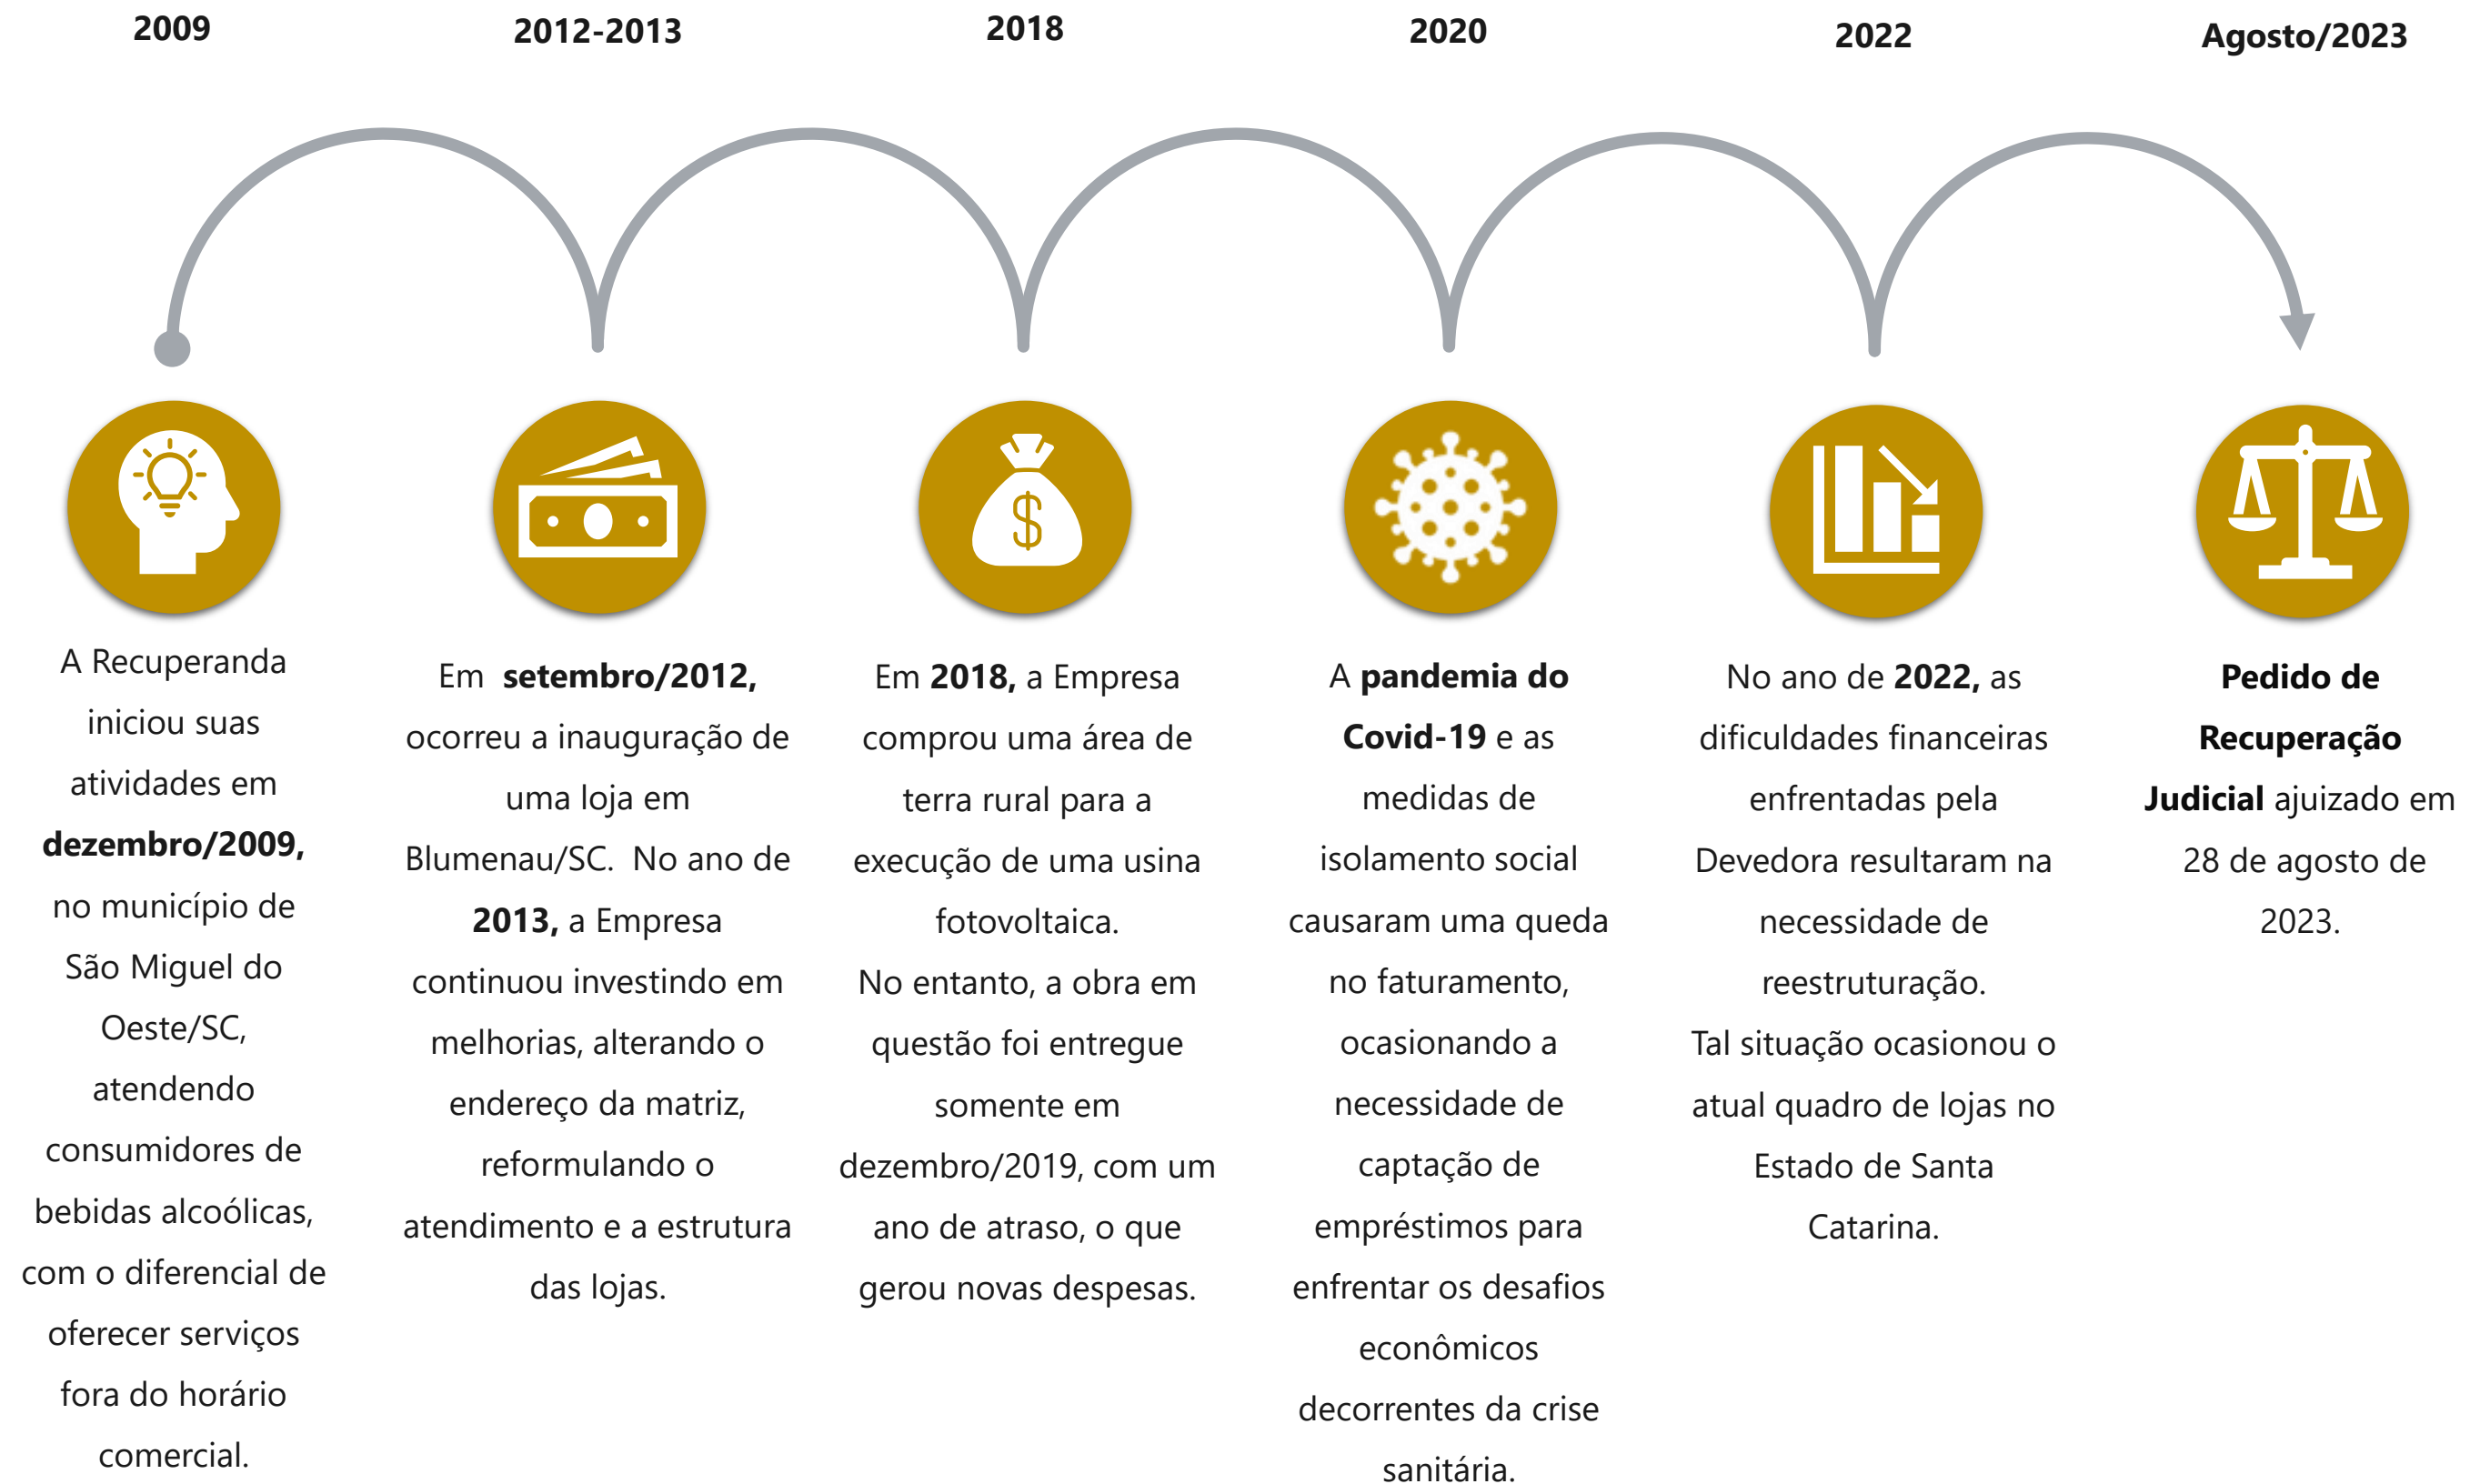 2009
2012-2013
2018
2020
2022
Agosto/2023
A Recuperanda
iniciou suas
atividades em
dezembro/2009,
no município de
São Miguel do
Oeste/SC,
atendendo
consumidores de
bebidas alcoólicas,
com o diferencial de
oferecer serviços
fora do horário
comercial.
Em setembro/2012,
ocorreu a inauguração de
uma loja em
Blumenau/SC. No ano de
2013, a Empresa
continuou investindo em
melhorias, alterando o
endereço da matriz,
reformulando o
atendimento e a estrutura
das lojas.
$
Em 2018, a Empresa
comprou uma área de
terra rural para a
execução de uma usina
fotovoltaica.
No entanto, a obra em
questão foi entregue
somente em
dezembro/2019, com um
ano de atraso, o que
gerou novas despesas.
A pandemia do
Covid-19 e as
medidas de
isolamento social
causaram uma queda
no faturamento,
ocasionando a
necessidade de
captação de
empréstimos para
enfrentar os desafios
econômicos
decorrentes da crise
sanitária.
No ano de 2022, as
dificuldades financeiras
enfrentadas pela
Devedora resultaram na
necessidade de
reestruturação.
Tal situação ocasionou o
atual quadro de lojas no
Estado de Santa
Catarina.
Pedido de
Recuperação
Judicial ajuizado em
28 de agosto de
2023.